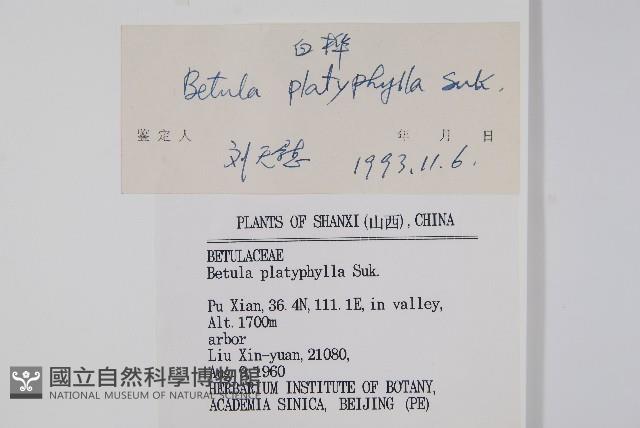 白桦
Betula platyphylla Suk.
鉴定人 年 月 日
刘天慰 1993.11.6.
PLANTS OF SHANXI (山西), CHINA
BETULACEAE
Betula platyphylla Suk.
Pu Xian, 36.4N, 111.1E, in valley,
Alt. 1700m
arbor
Liu Xin-yuan, 21080,
1960
HERBARIUM INSTITUTE OF BOTANY,
ACADEMIA SINICA, BEIJING (PE)
國立自然科學博物館
NATIONAL MUSEUM OF NATURAL SCIENCE